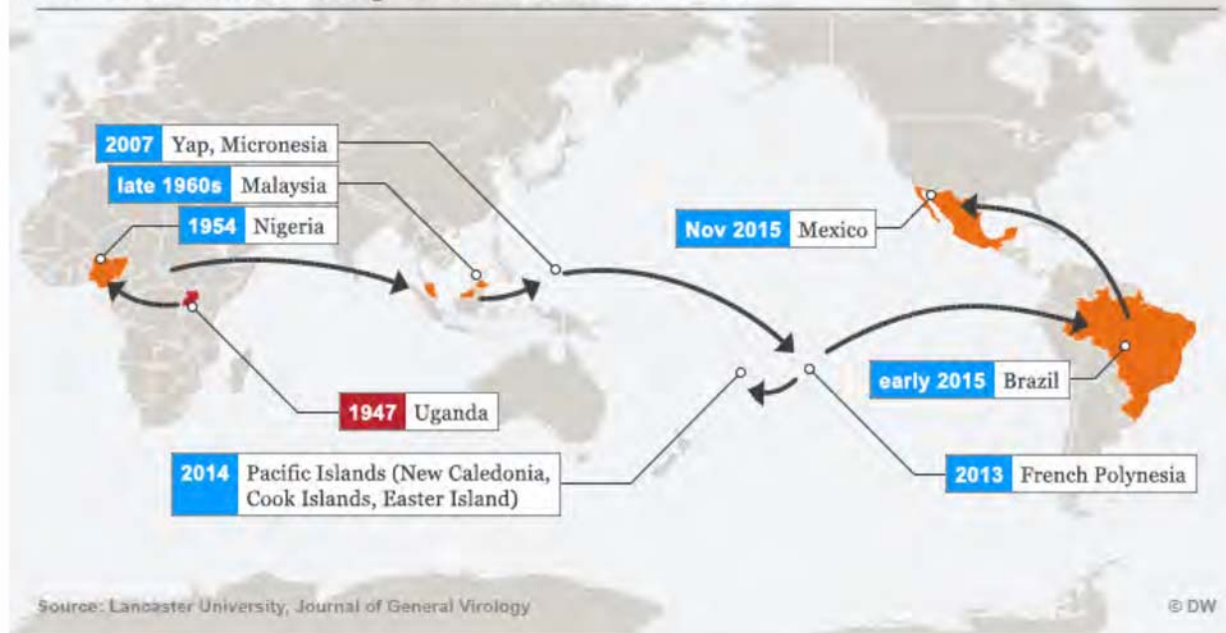 2007 Yap, Micronesia
late 1960s Malaysia
1954 Nigeria
Nov 2015 Mexico
early 2015 Brazil
1947 Uganda
2014 Pacific Islands (New Caledonia,
Cook Islands, Easter Island)
2013 French Polynesia
Source: Lancaster University, Journal of General Virology
© DW